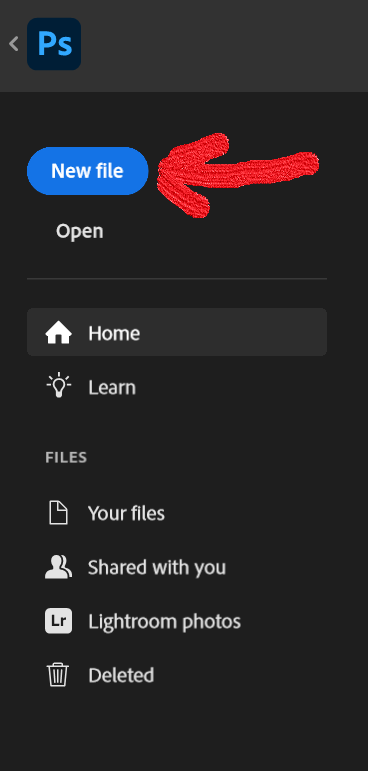 Ps
New file
Open
Home
Learn
FILES
Your files
Shared with you
Lr Lightroom photos
Deleted